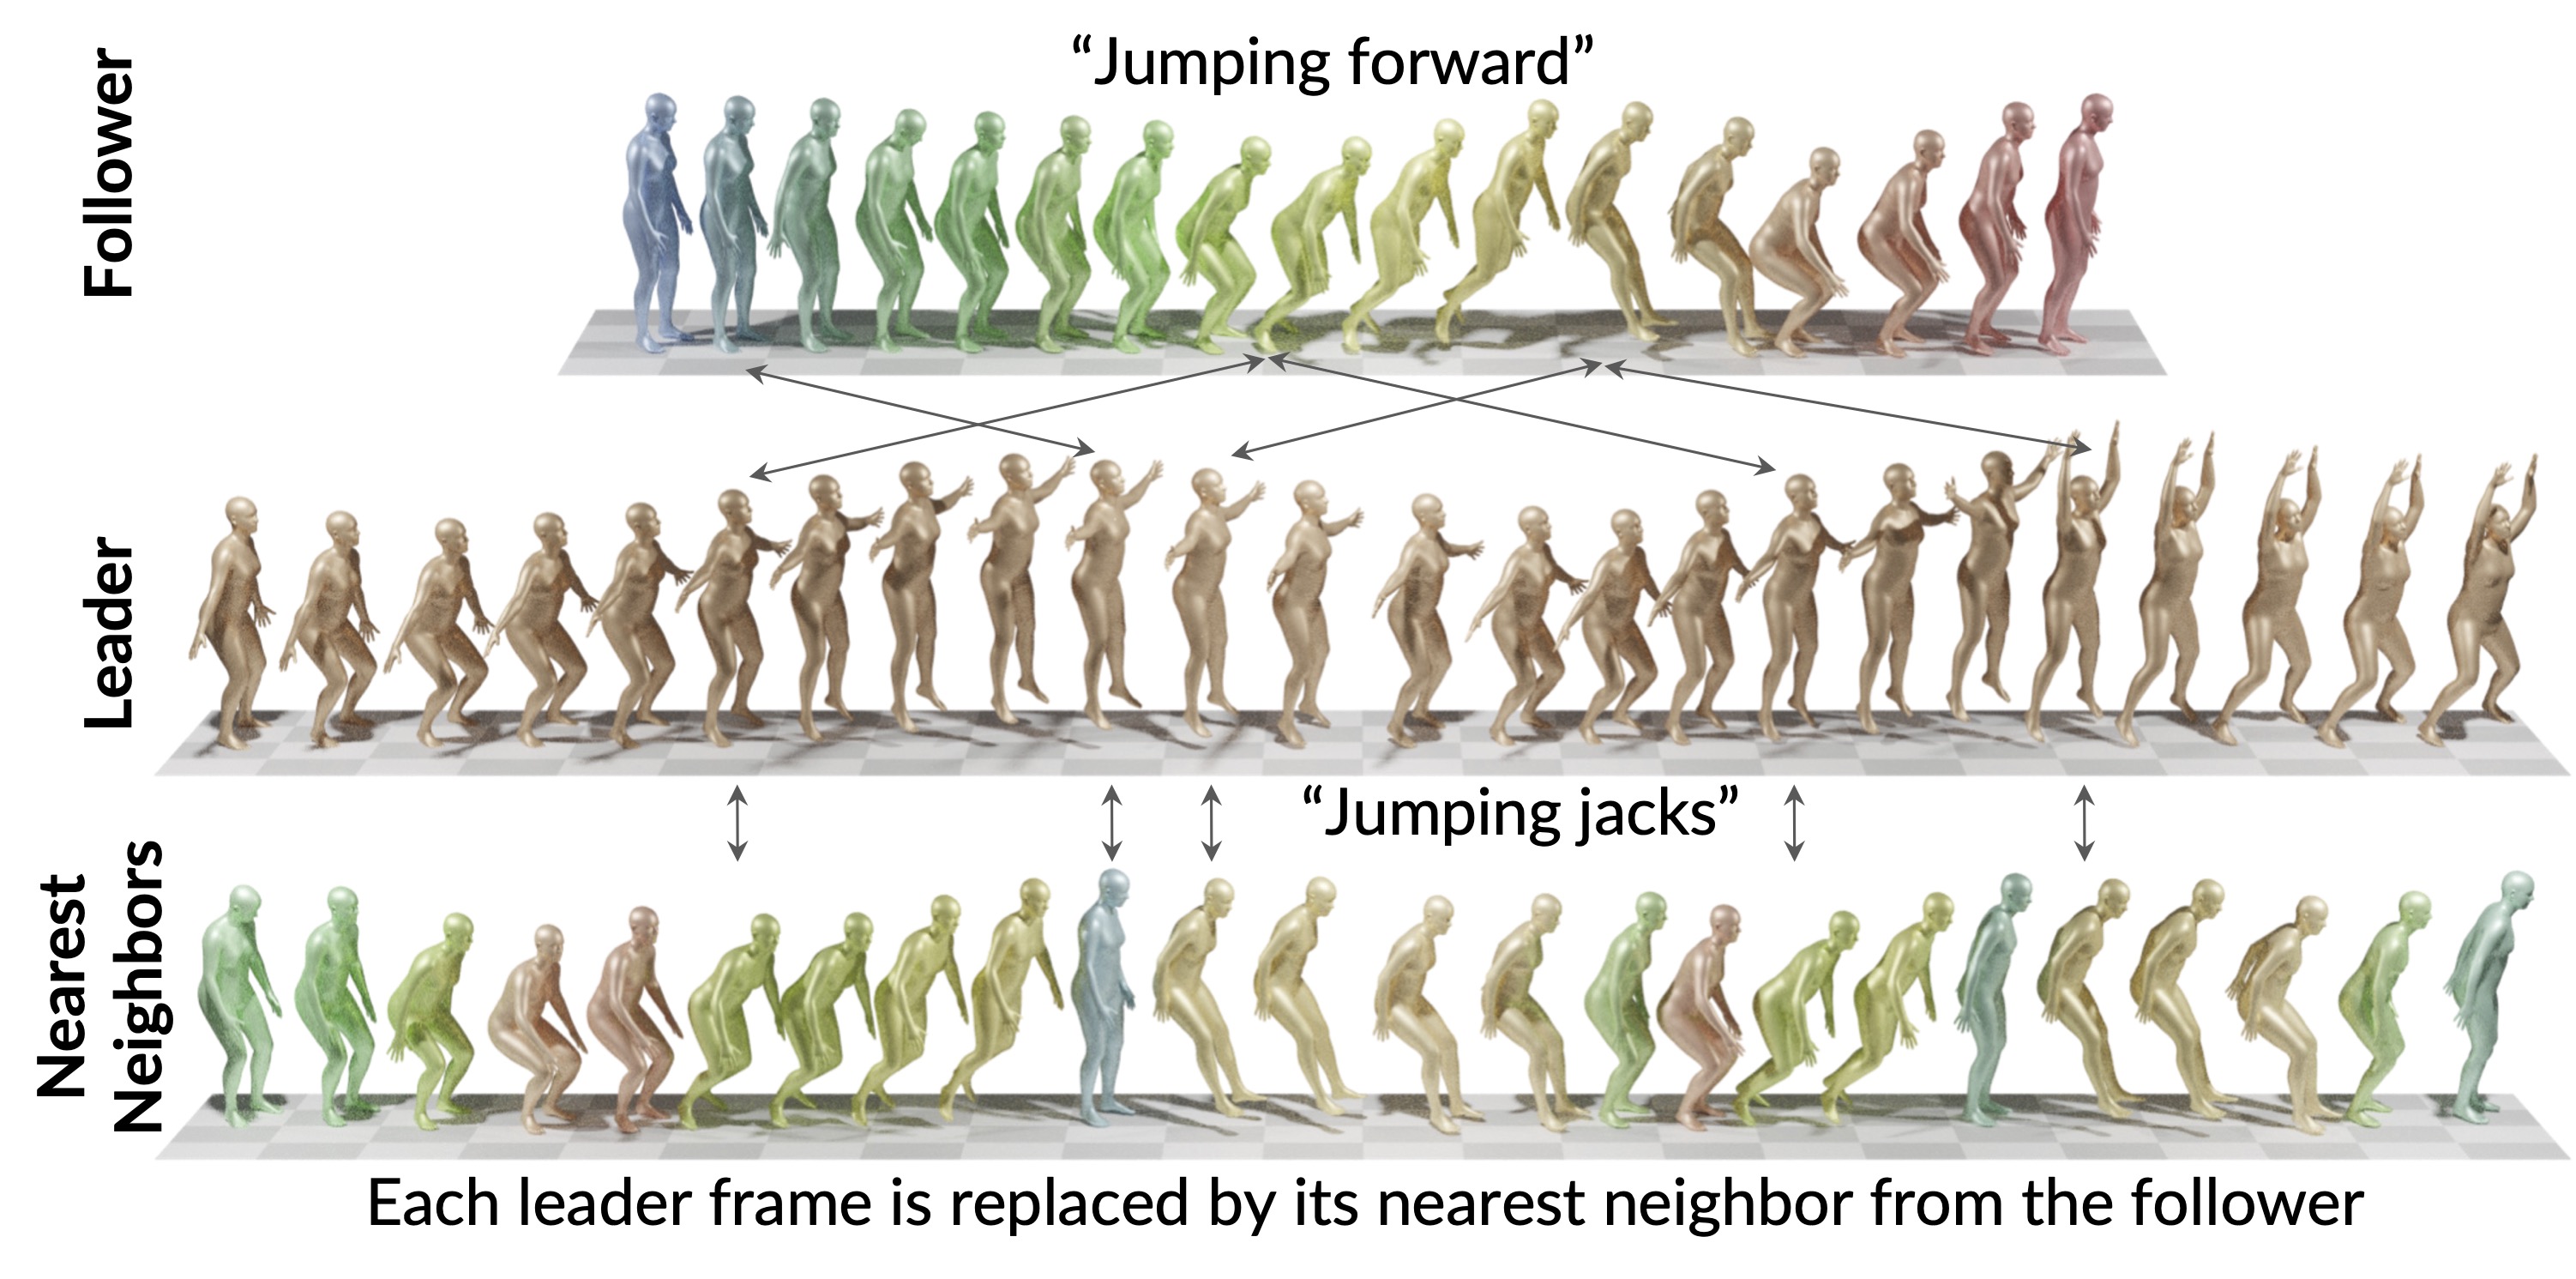 Follower
“Jumping forward”
Leader
“Jumping jacks”
Nearest
Neighbors
Each leader frame is replaced by its nearest neighbor from the follower